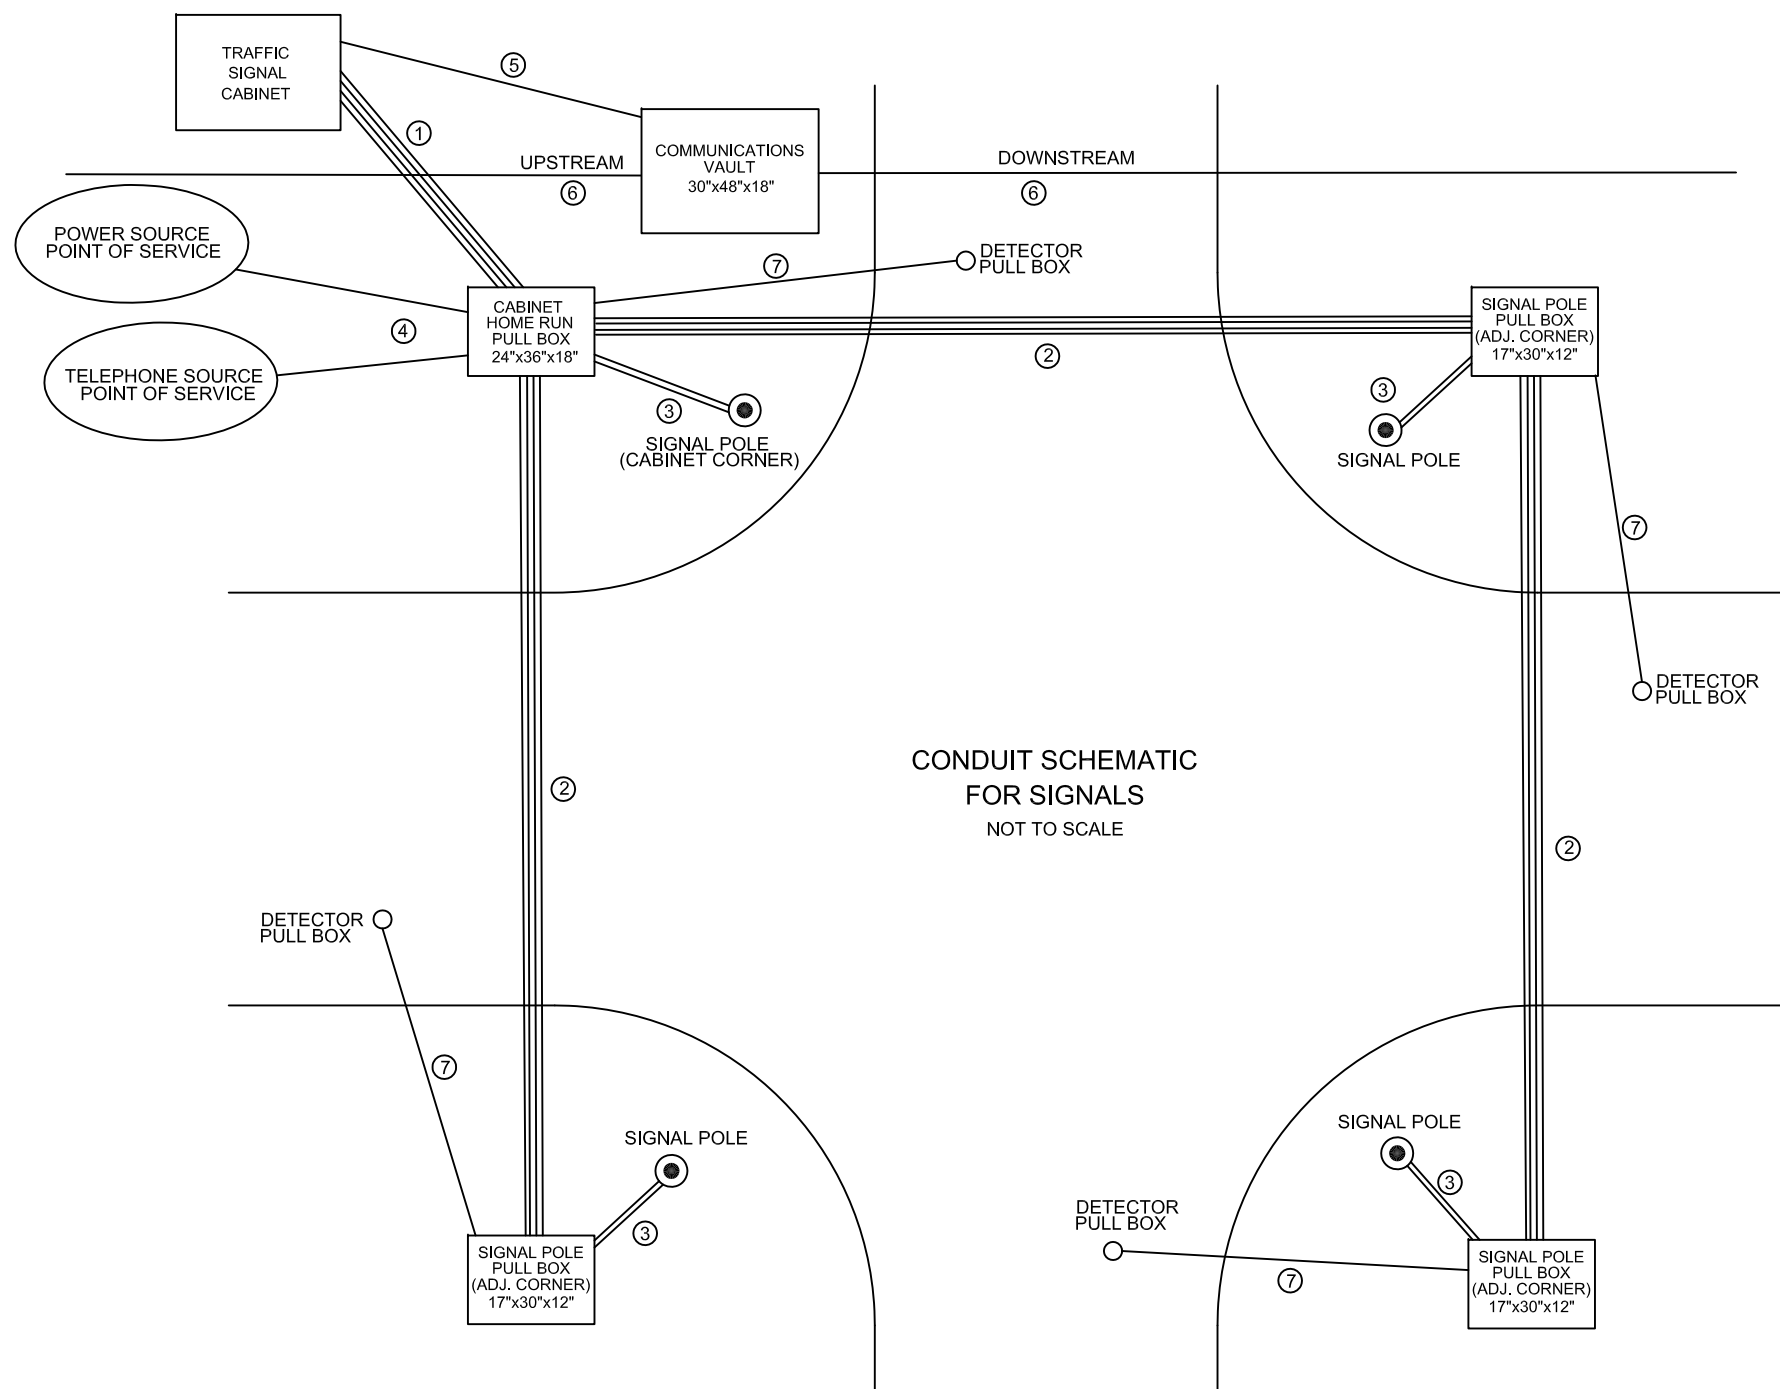 TRAFFIC
SIGNAL
CABINET
5
1
UPSTREAM
6
COMMUNICATIONS
VAULT
30"x48"x18"
DOWNSTREAM
6
POWER SOURCE
POINT OF SERVICE
7
DETECTOR
PULL BOX
4
CABINET
HOME RUN
PULL BOX
24"x36"x18"
2
SIGNAL POLE
PULL BOX
(ADJ. CORNER)
17"x30"x12"
TELEPHONE SOURCE
POINT OF SERVICE
3
SIGNAL POLE
(CABINET CORNER)
3
SIGNAL POLE
7
DETECTOR
PULL BOX
CONDUIT SCHEMATIC
FOR SIGNALS
NOT TO SCALE
2
2
DETECTOR
PULL BOX
7
SIGNAL POLE
3
SIGNAL POLE
PULL BOX
(ADJ. CORNER)
17"x30"x12"
SIGNAL POLE
3
DETECTOR
PULL BOX
7
SIGNAL POLE
PULL BOX
(ADJ. CORNER)
17"x30"x12"